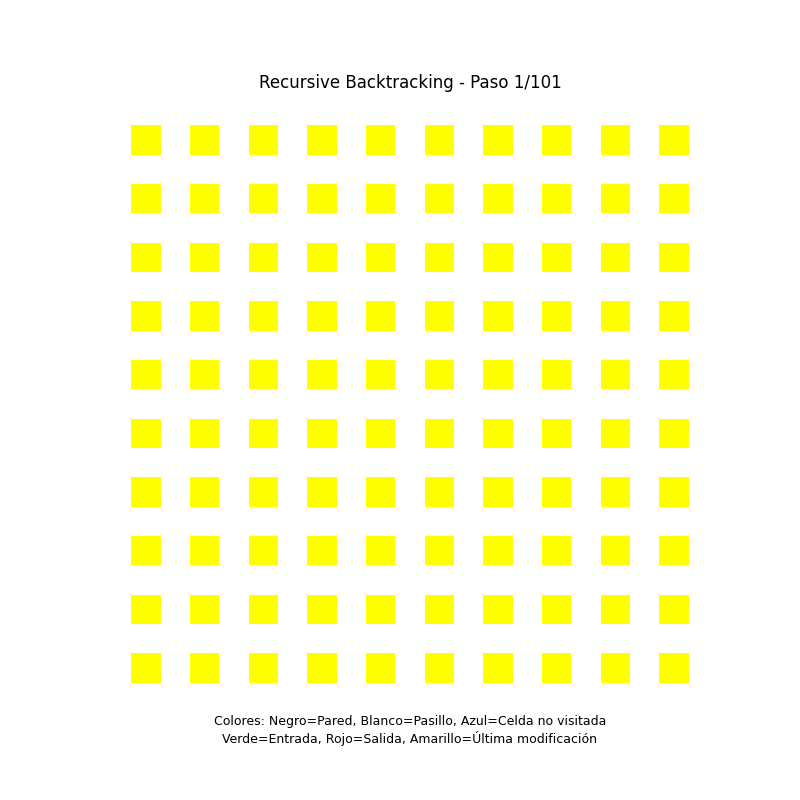 Recursive Backtracking - Paso 1/101
Colores: Negro=Pared, Blanco=Pasillo, Azul=Celda no visitada
Verde=Entrada, Rojo=Salida, Amarillo=Última modificación